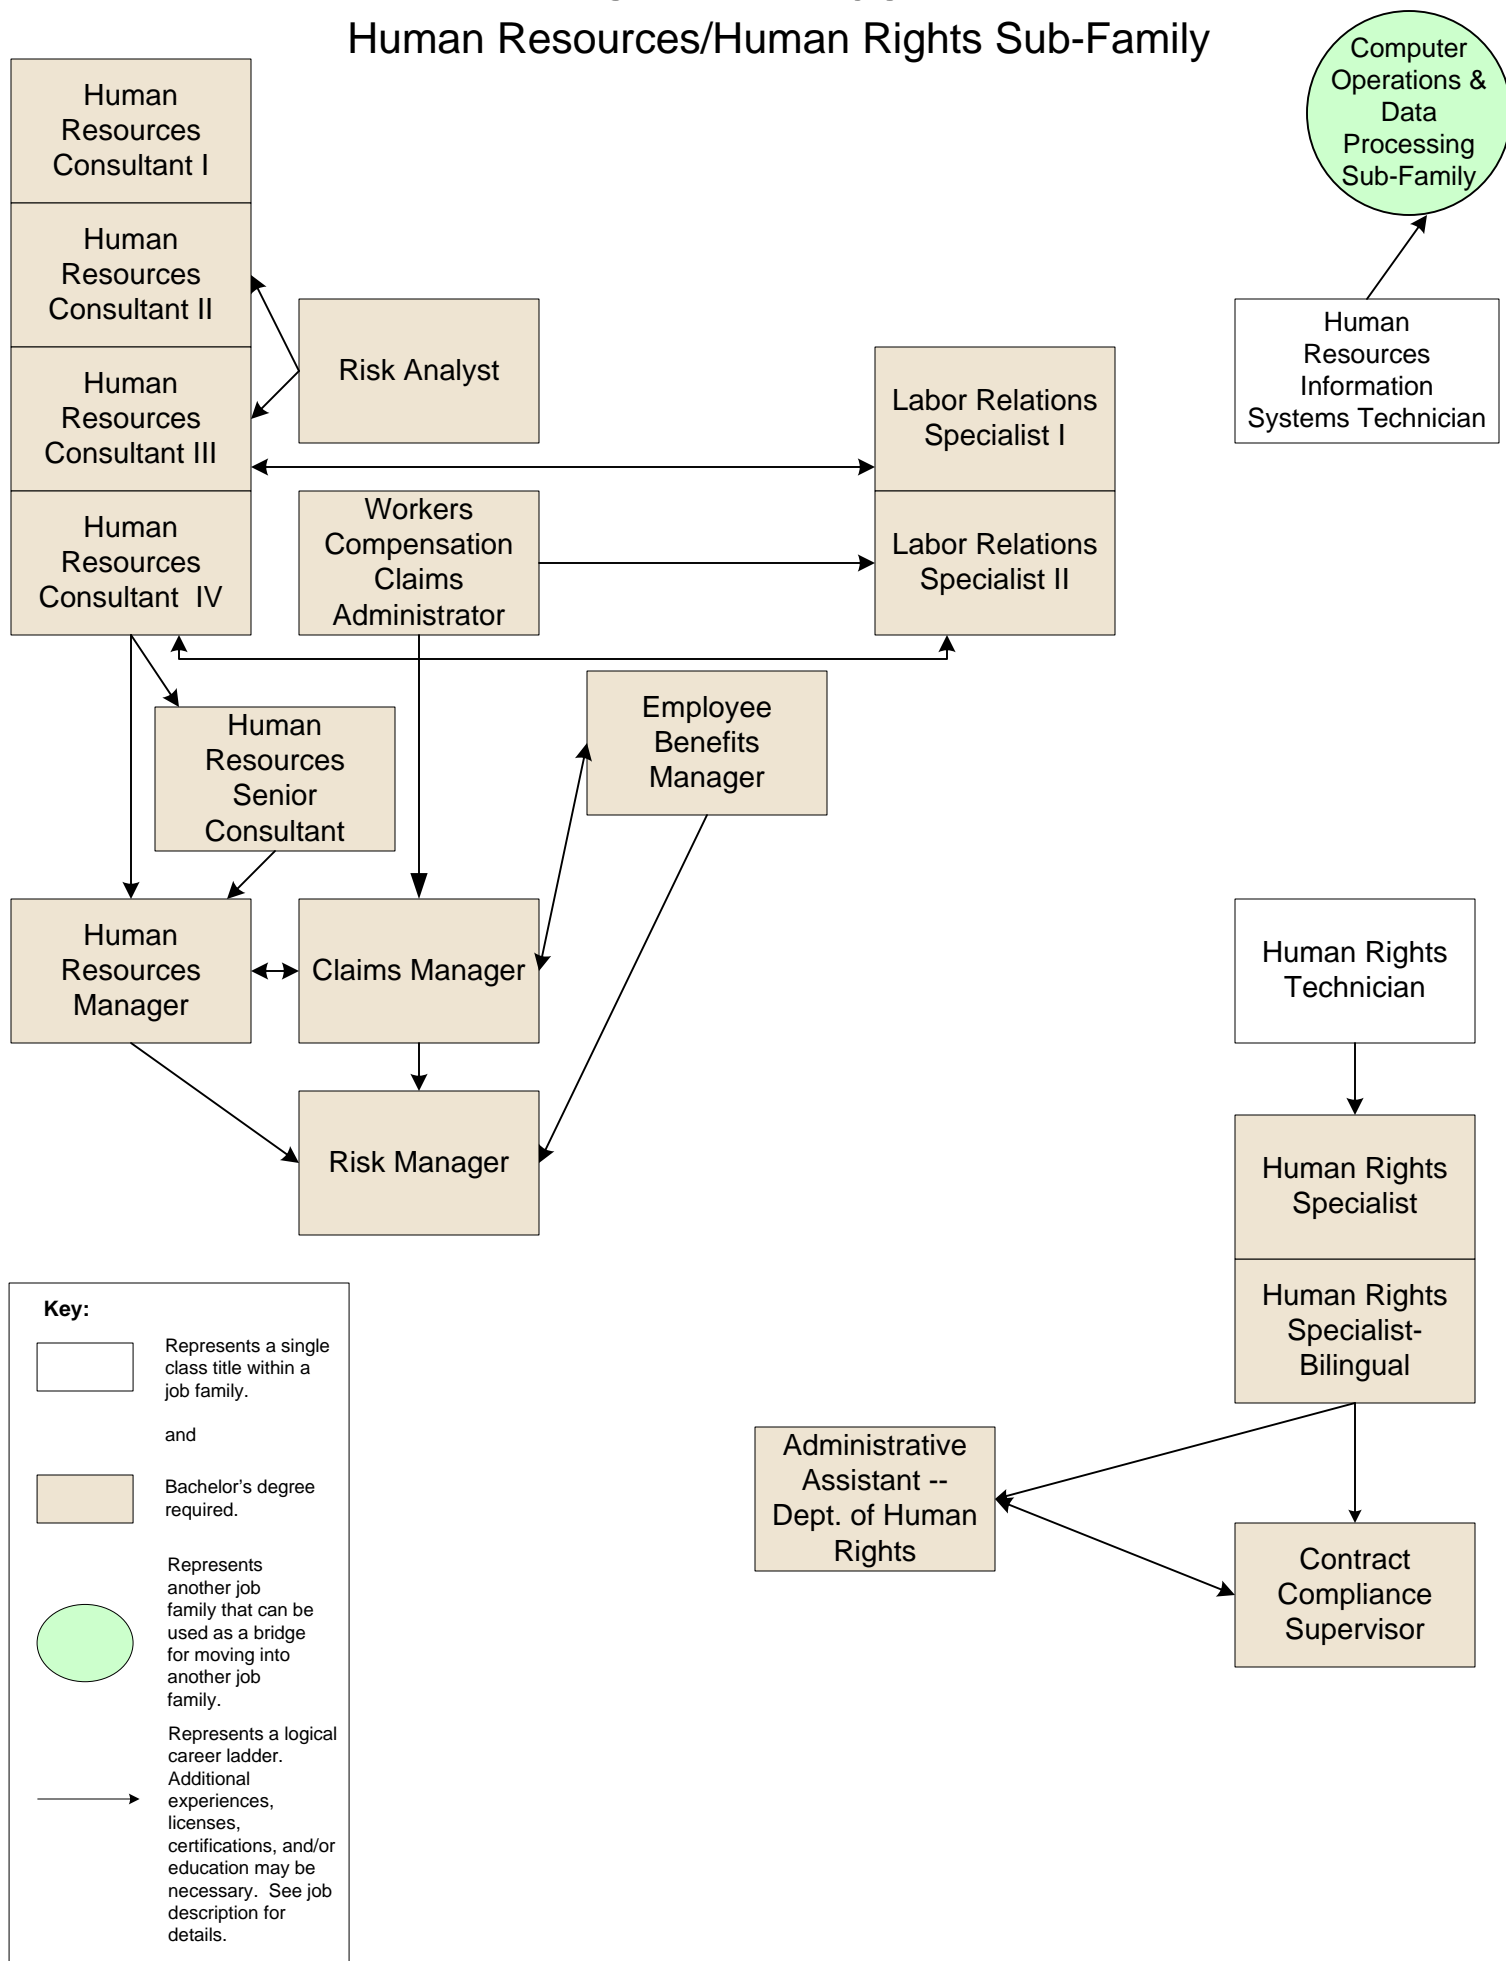 Human Resources/Human Rights Sub-Family
Computer
Operations &
Data
Processing
Sub-Family
Human
Resources
Consultant I
Human
Resources
Consultant II
Human
Resources
Consultant III
Human
Resources
Consultant  IV
Risk Analyst
Workers
Compensation
Claims
Administrator
Labor Relations
Specialist I
Labor Relations
Specialist II
Human
Resources
Information
Systems Technician
Human
Resources
Senior
Consultant
Employee
Benefits
Manager
Human
Resources
Manager
Claims Manager
Risk Manager
Human Rights
Technician
Human Rights
Specialist
Human Rights
Specialist-
Bilingual
Administrative
Assistant --
Dept. of Human
Rights
Contract
Compliance
Supervisor
Key:
Represents a single
class title within a
job family.
and
Bachelor's degree
required.
Represents
another job
family that can be
used as a bridge
for moving into
another job
family.
Represents a logical
career ladder.
Additional
experiences,
licenses,
certifications, and/or
education may be
necessary.  See job
description for
details.